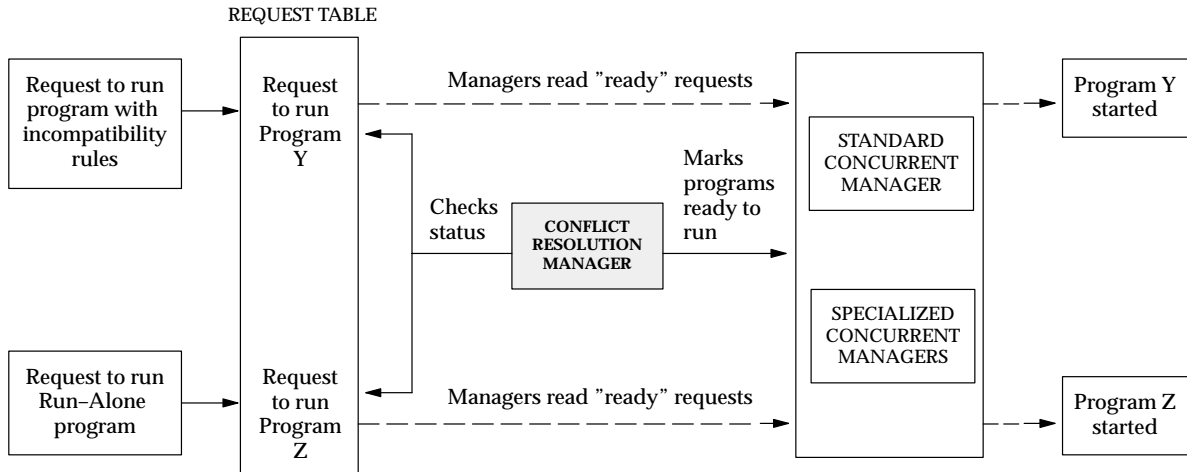 REQUEST TABLE
Request to run
program with
incompatibility
rules
Request
to run
Program
Y
Managers read ”ready” requests
Program Y
started
STANDARD
CONCURRENT
MANAGER
Marks
programs
ready to
run
Checks
status
CONFLICT
RESOLUTION
MANAGER
SPECIALIZED
CONCURRENT
MANAGERS
Request to run
Run–Alone
program
Request
to run
Program
Z
Managers read ”ready” requests
Program Z
started